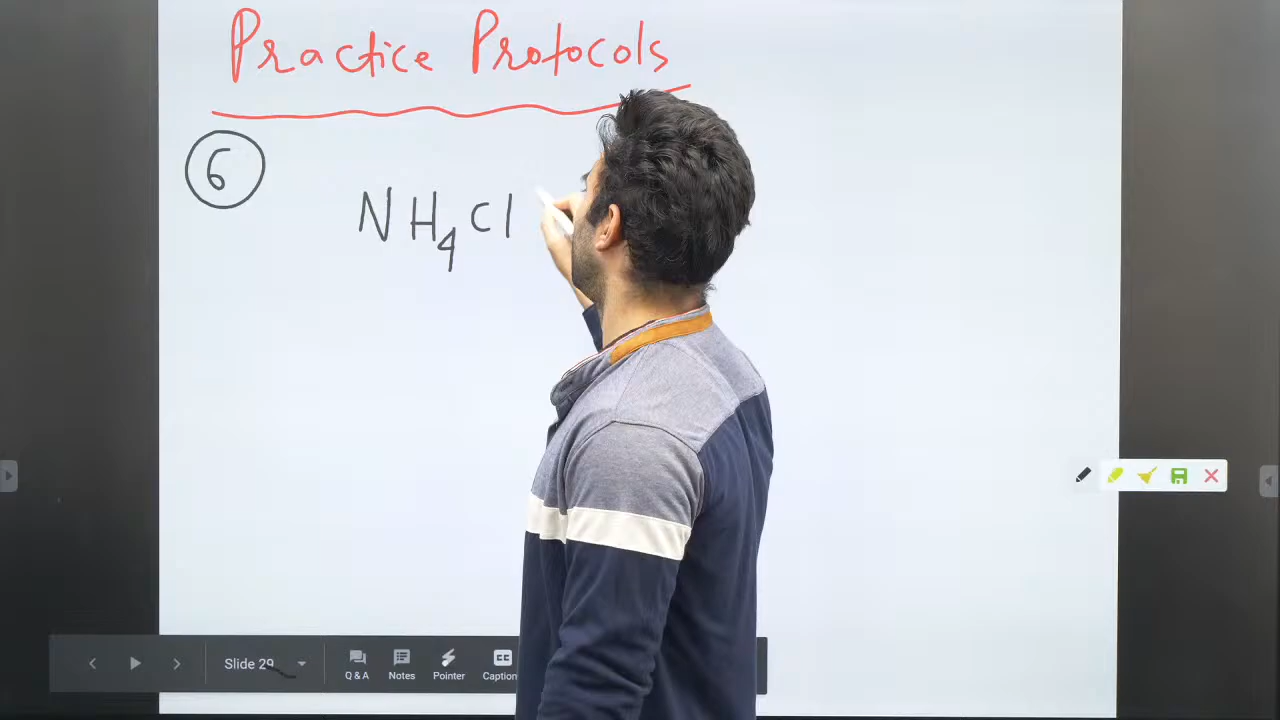 Practice Protocols
6
NH4Cl
Slide 29
Q & A
Notes
Pointer
Caption